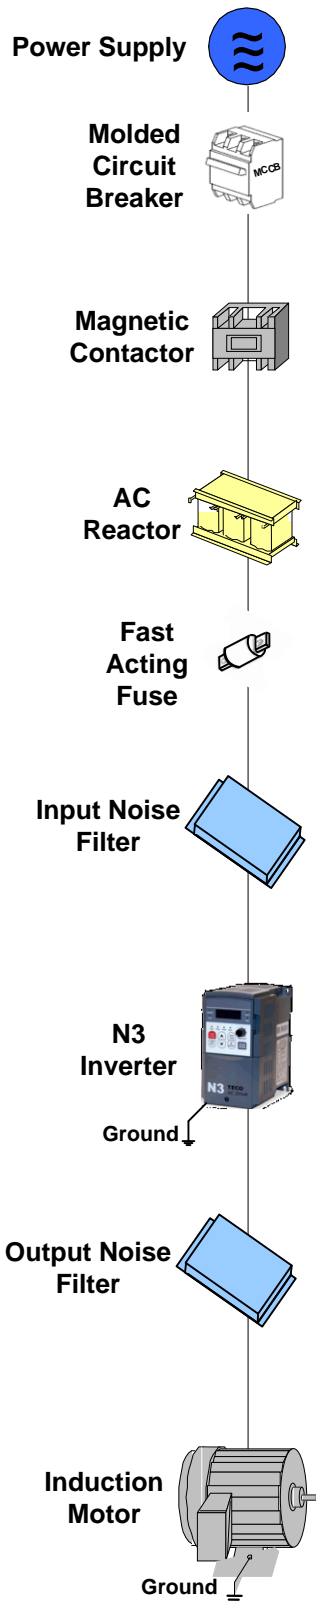 Power Supply
Molded
Circuit
Breaker
MCCB
Magnetic
Contactor
AC
Reactor
Fast
Acting
Fuse
Input Noise
Filter
N3
Inverter
N3 TECO
Ground
Output Noise
Filter
Induction
Motor
Ground